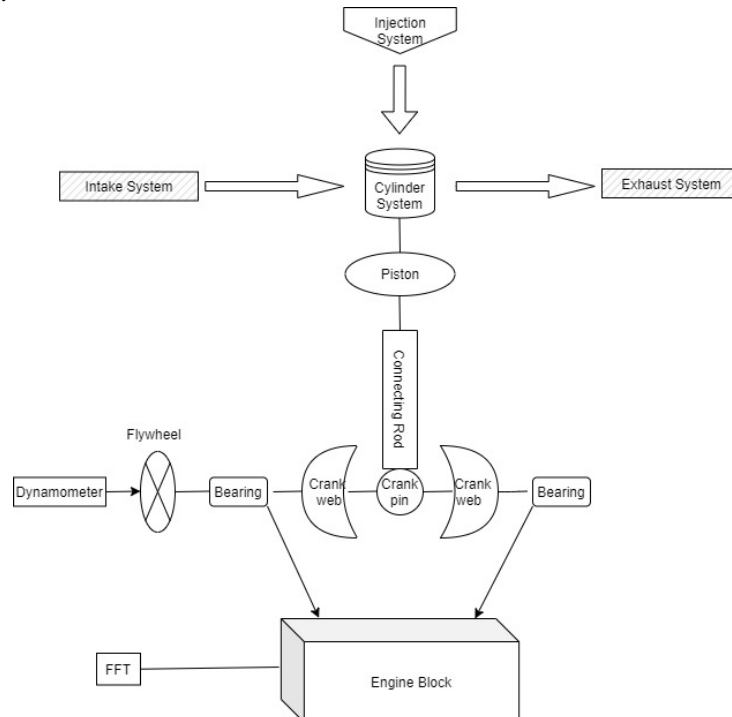 Injection
System
Intake System
Cylinder
System
Exhaust System
Piston
Connecting Rod
Flywheel
Dynamometer
Bearing
Crank
web
Crank
pin
Crank
web
Bearing
FFT
Engine Block